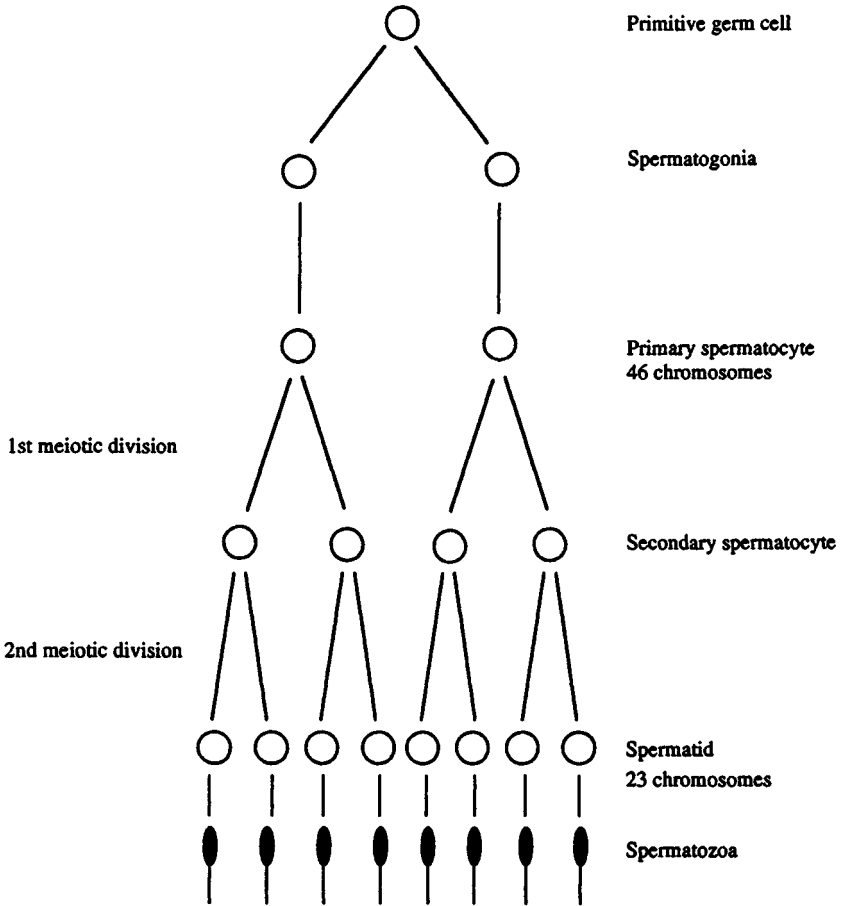 Primitive germ cell
Spermatogonia
Primary spermatocyte
46 chromosomes
1st meiotic division
Secondary spermatocyte
2nd meiotic division
Spermatid
23 chromosomes
Spermatozoa